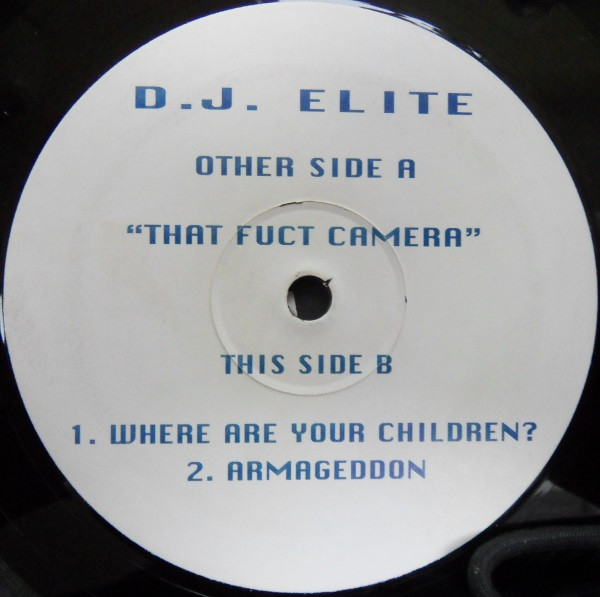 D.J. ELITE
OTHER SIDE A
“THAT FUCT CAMERA”
THIS SIDE B
1. WHERE ARE YOUR CHILDREN?
2. ARMAGEDDON